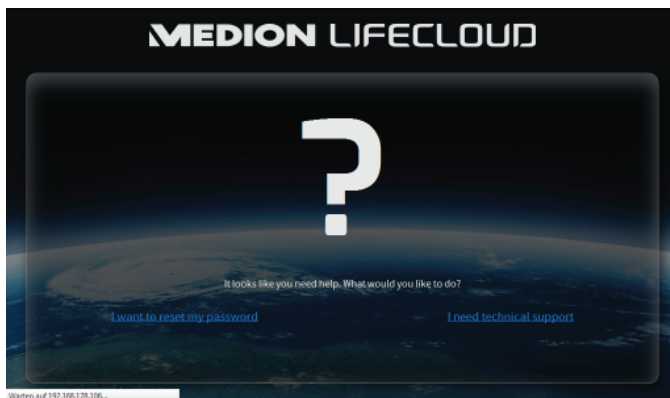 MEDION LIFECLOUD
?
It looks like you need help. What would you like to do?
I want to reset my password
I need technical support
Warten auf 192.168.178.106...